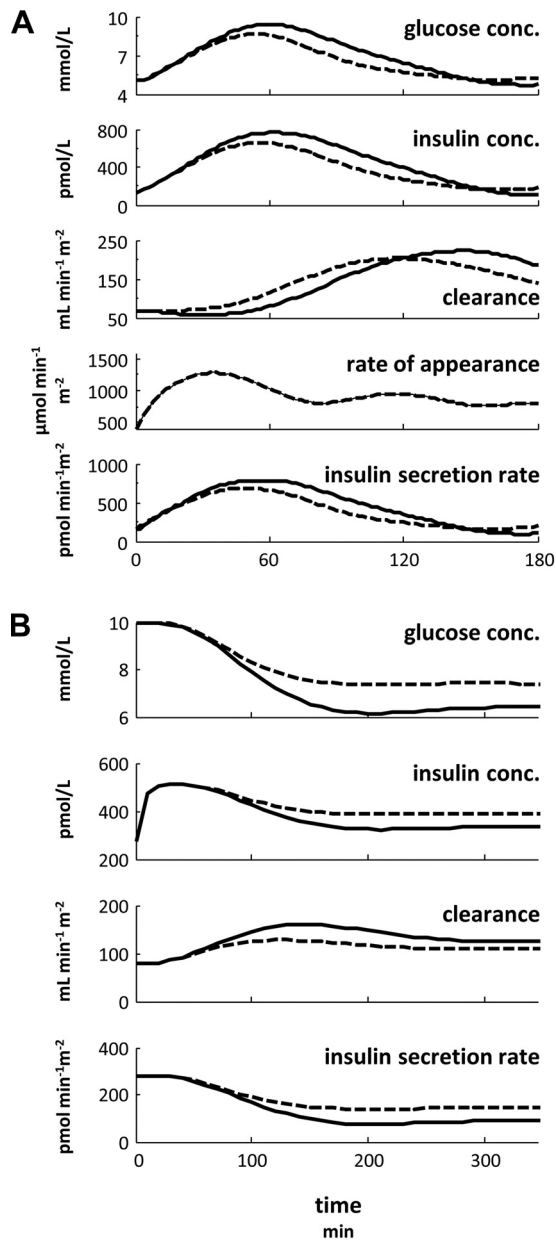 A
glucose conc.
mmol/L
10
7
4
insulin conc.
pmol/L
800
400
0
clearance
mL min-1 m-2
250
150
50
rate of appearance
μmol min-1
m-2
1500
1000
500
insulin secretion rate
pmol min-1m-2
1000
500
0
0 60 120 180
B
glucose conc.
mmol/L
10
8
6
insulin conc.
pmol/L
600
400
200
clearance
mL min-1 m-2
200
100
0
insulin secretion rate
pmol min-1m-2
400
200
0
0 100 200 300
time
min